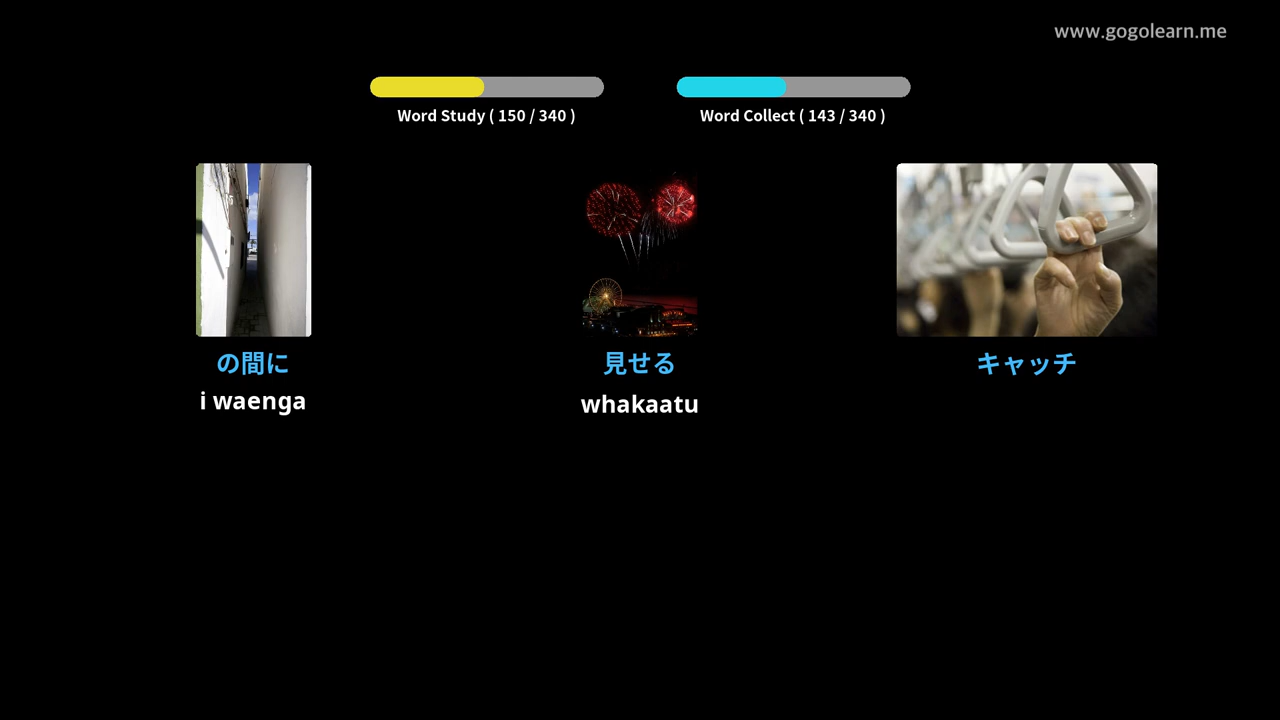 www.gogolearn.me
Word Study ( 150 / 340 )
Word Collect ( 143 / 340 )
の間に
見せる
キャッチ
i waenga
whakaatu